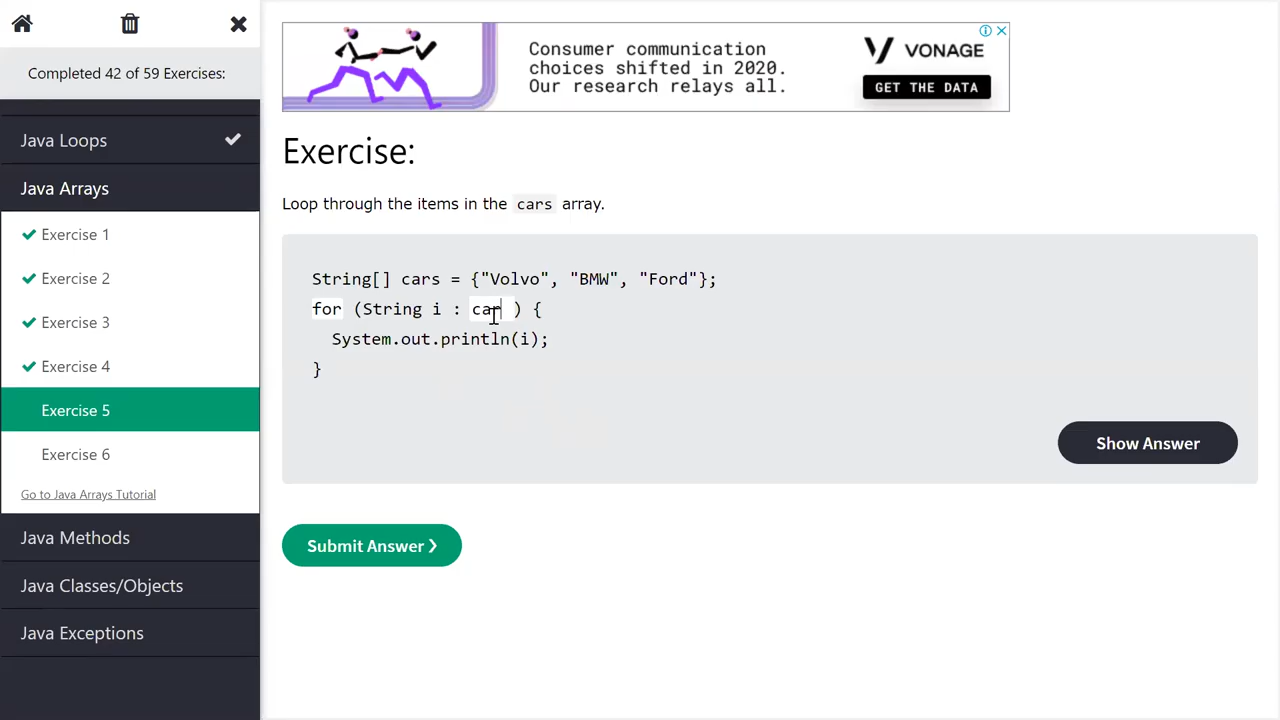 Completed 42 of 59 Exercises:
Java Loops
Java Arrays
Exercise 1
Exercise 2
Exercise 3
Exercise 4
Exercise 5
Exercise 6
Go to Java Arrays Tutorial
Java Methods
Java Classes/Objects
Java Exceptions
Consumer communication
choices shifted in 2020.
Our research relays all.
VONAGE
GET THE DATA
Exercise:
Loop through the items in the cars array.
String[] cars = {"Volvo", "BMW", "Ford"};
for (String i : car ) {
System.out.println(i);
}
Show Answer
Submit Answer ❯